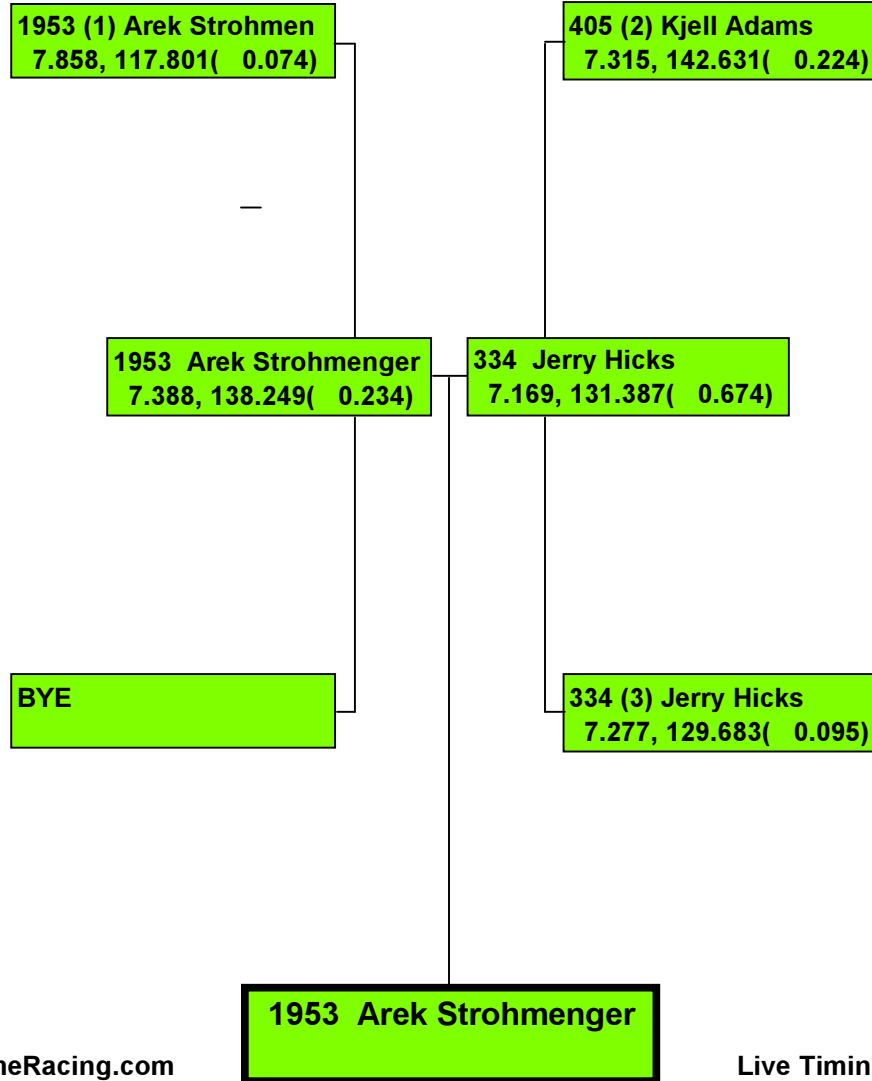 1953 (1) Arek Strohmen
7.858, 117.801( 0.074)
405 (2) Kjell Adams
7.315, 142.631( 0.224)
1953 Arek Strohmenger
7.388, 138.249( 0.234)
334 Jerry Hicks
7.169, 131.387( 0.674)
BYE
334 (3) Jerry Hicks
7.277, 129.683( 0.095)
1953 Arek Strohmenger
neRacing.com
Live Timin